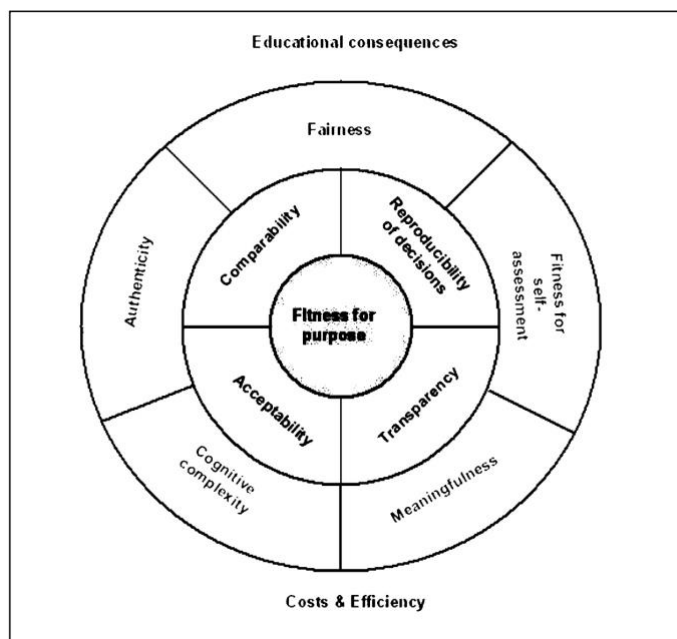 Educational consequences
Fairness
Comparability
Reproducibility
of decisions
Authenticity
Fitness for
self-
assessment
Fitness for
purpose
Acceptability
Transparency
Cognitive
complexity
Meaningfulness
Costs & Efficiency